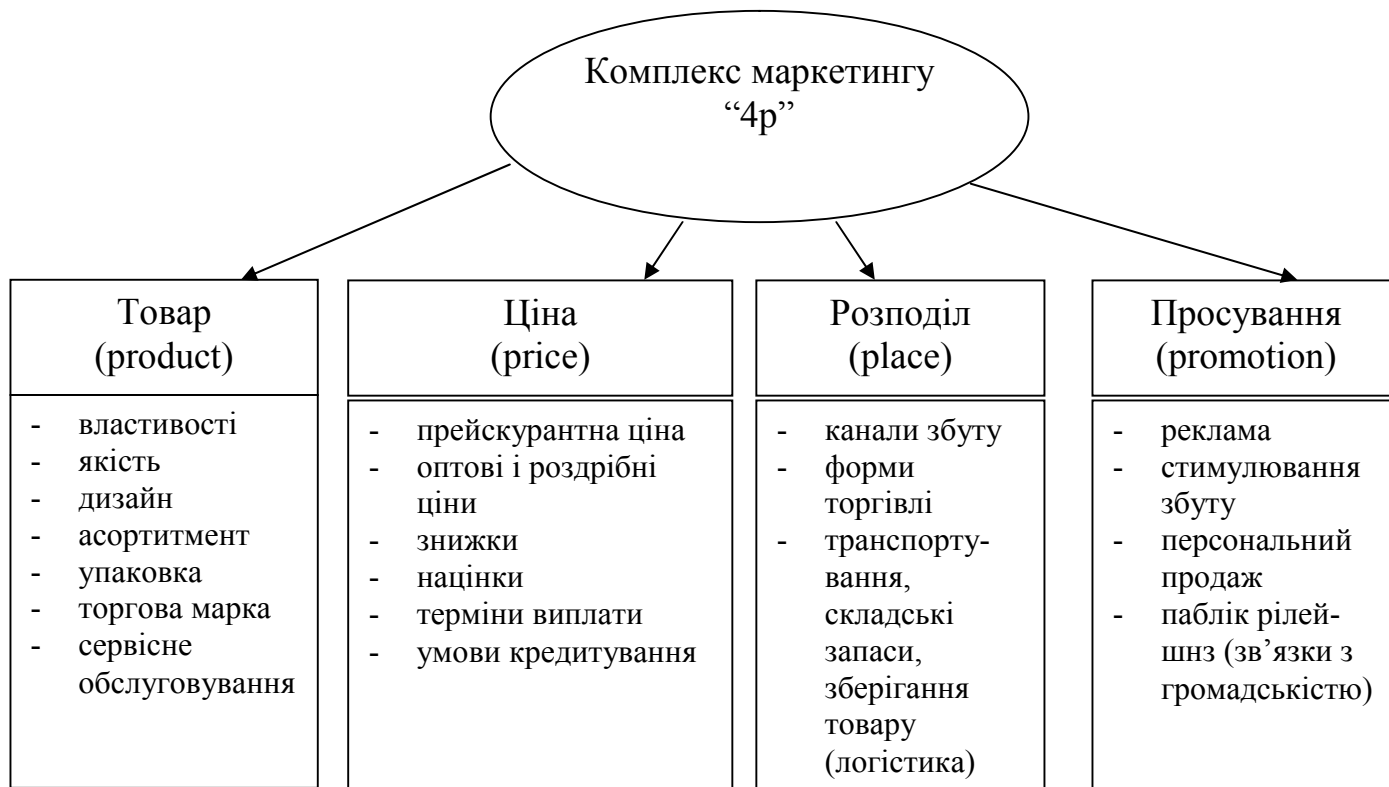 Комплекс маркетингу
“4р”
Товар
(product)
- властивості
- якість
- дизайн
- асортитмент
- упаковка
- торгова марка
- сервісне
обслуговування
Ціна
(price)
- прейскурантна ціна
- оптові і роздрібні
ціни
- знижки
- націнки
- терміни виплати
- умови кредитування
Розподіл
(place)
- канали збуту
- форми
торгівлі
- транспорту-
вання,
складські
запаси,
зберігання
товару
(логістика)
Просування
(promotion)
- реклама
- стимулювання
збуту
- персональний
продаж
- паблік рілей-
шнз (зв’язки з
громадськістю)